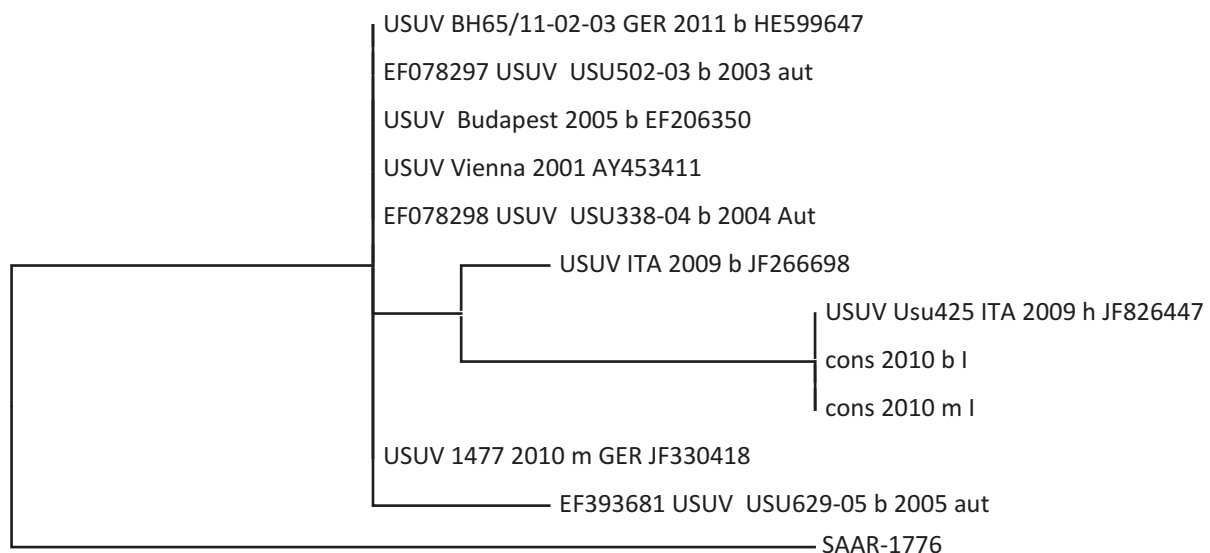 USUV BH65/11-02-03 GER 2011 b HE599647
EF078297 USUV USU502-03 b 2003 aut
USUV Budapest 2005 b EF206350
USUV Vienna 2001 AY453411
EF078298 USUV USU338-04 b 2004 Aut
USUV ITA 2009 b JF266698
USUV Usu425 ITA 2009 h JF826447
cons 2010 b I
cons 2010 m I
USUV 1477 2010 m GER JF330418
EF393681 USUV USU629-05 b 2005 aut
SAAR-1776